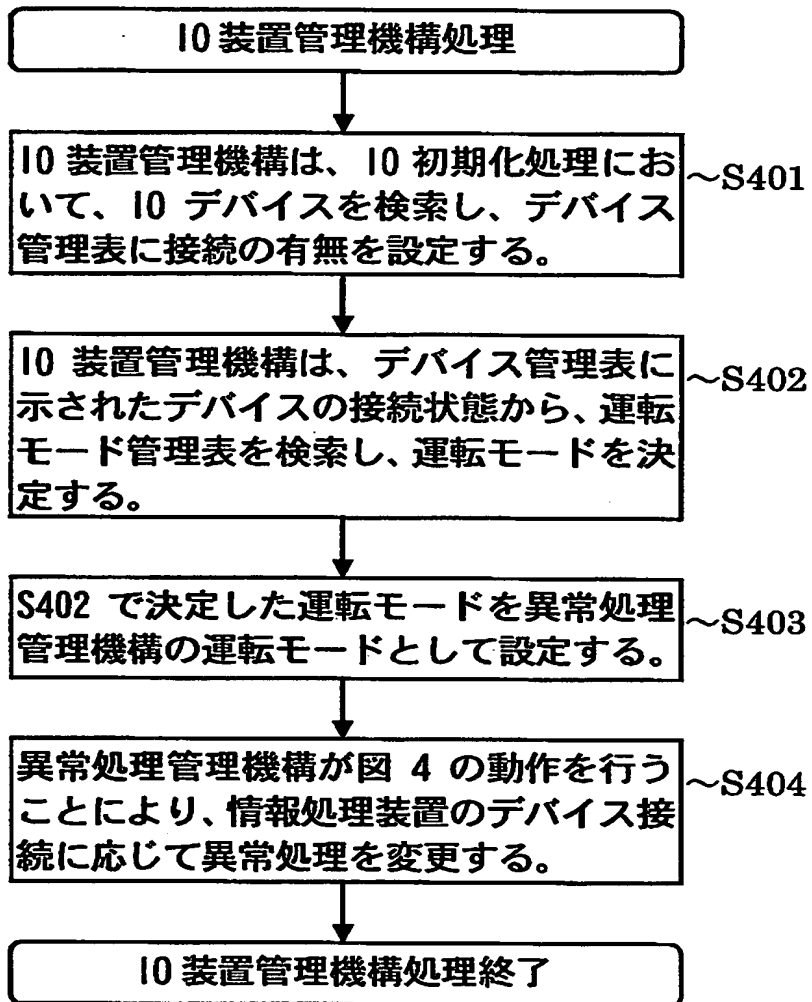 IO 装置管理機構処理
IO 装置管理機構は、IO 初期化処理にお
いて、IO デバイスを検索し、デバイス
管理表に接続の有無を設定する。
~S401
IO 装置管理機構は、デバイス管理表に
示されたデバイスの接続状態から、運転
モード管理表を検索し、運転モードを決
定する。
~S402
S402 で決定した運転モードを異常処理
管理機構の運転モードとして設定する。
~S403
異常処理管理機構が図 4 の動作を行う
ことにより、情報処理装置のデバイス接
続に応じて異常処理を変更する。
~S404
IO 装置管理機構処理終了